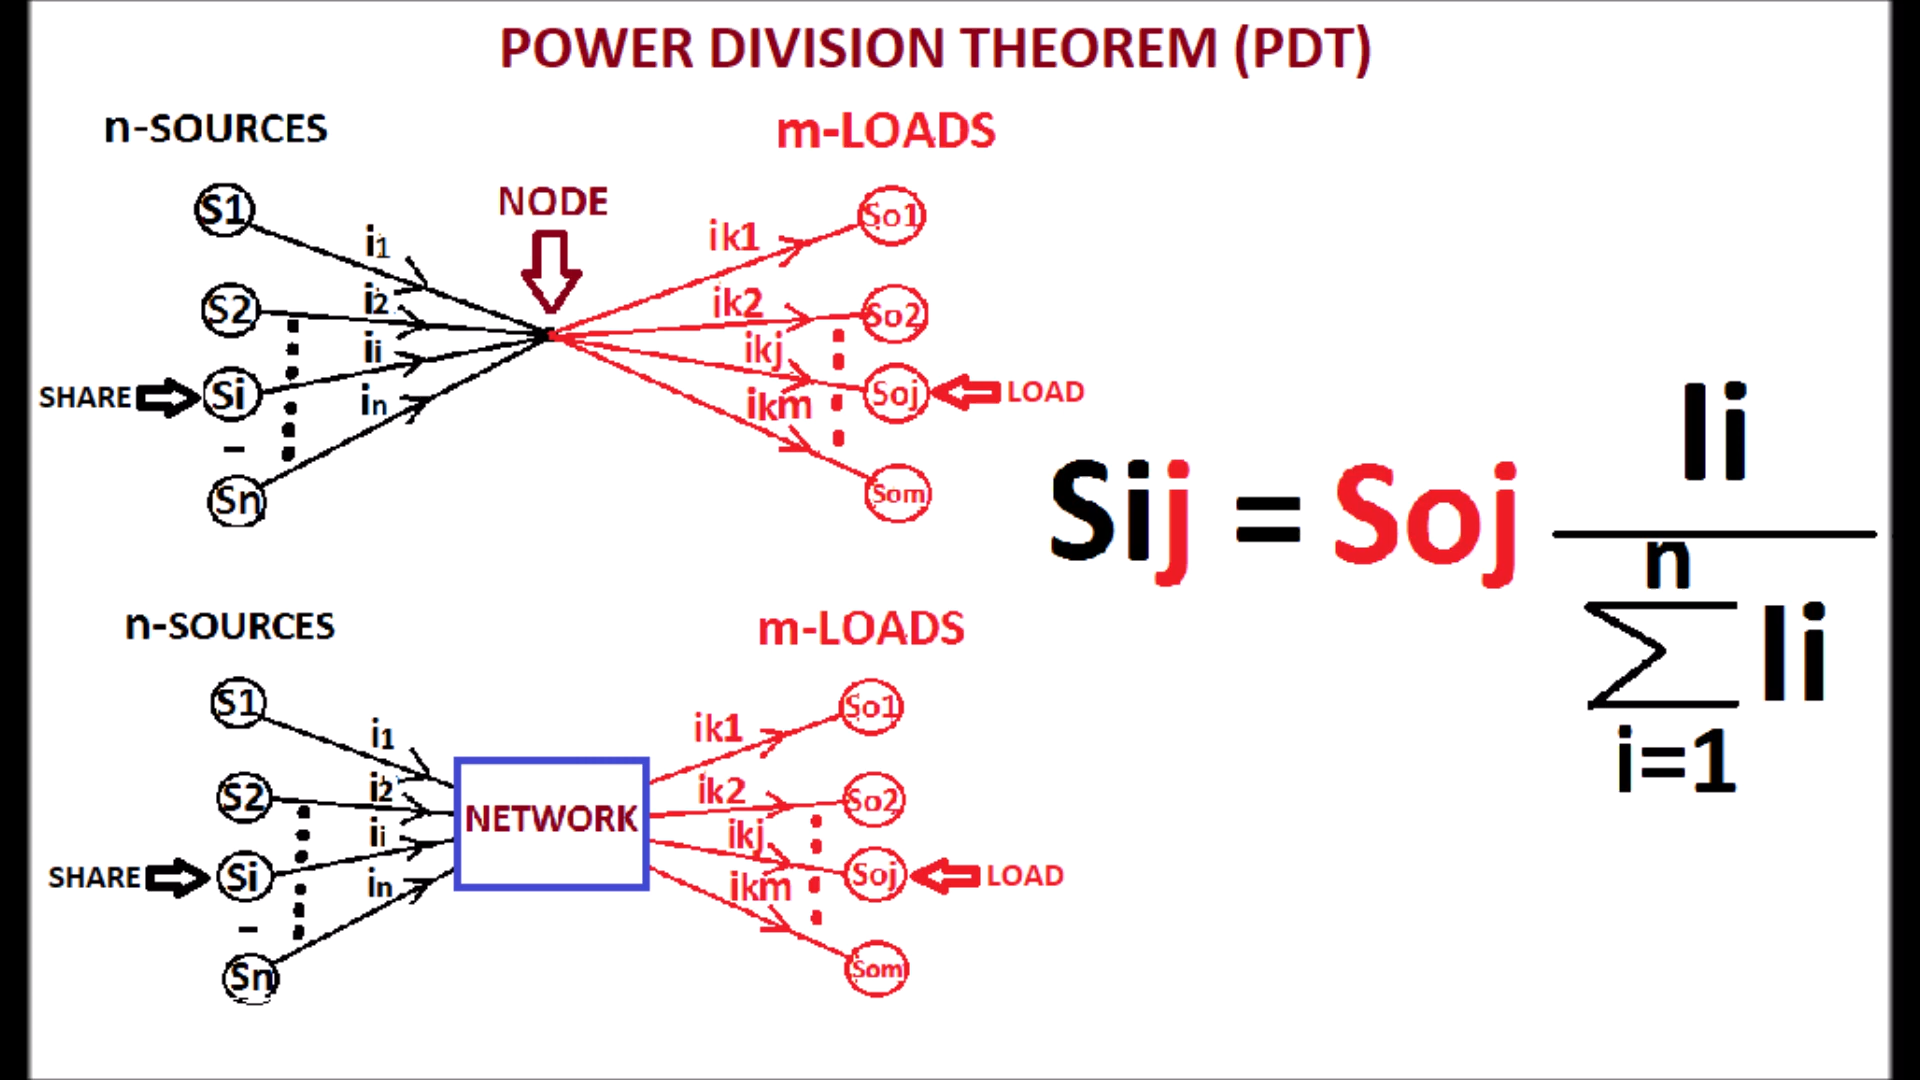 POWER DIVISION THEOREM (PDT)
n-SOURCES
m-LOADS
S1
i1
NODE
ik1
So1
S2
i2
ik2
So2
ii
ikj
SHARE
Si
in
ikm
Soj
LOAD
Sn
Som
Sij = Soj Ii
n
∑ Ii
i=1
n-SOURCES
m-LOADS
S1
i1
ik1
So1
S2
i2
ik2
So2
ii
NETWORK
ikj
SHARE
Si
in
ikm
Soj
LOAD
Sn
Som